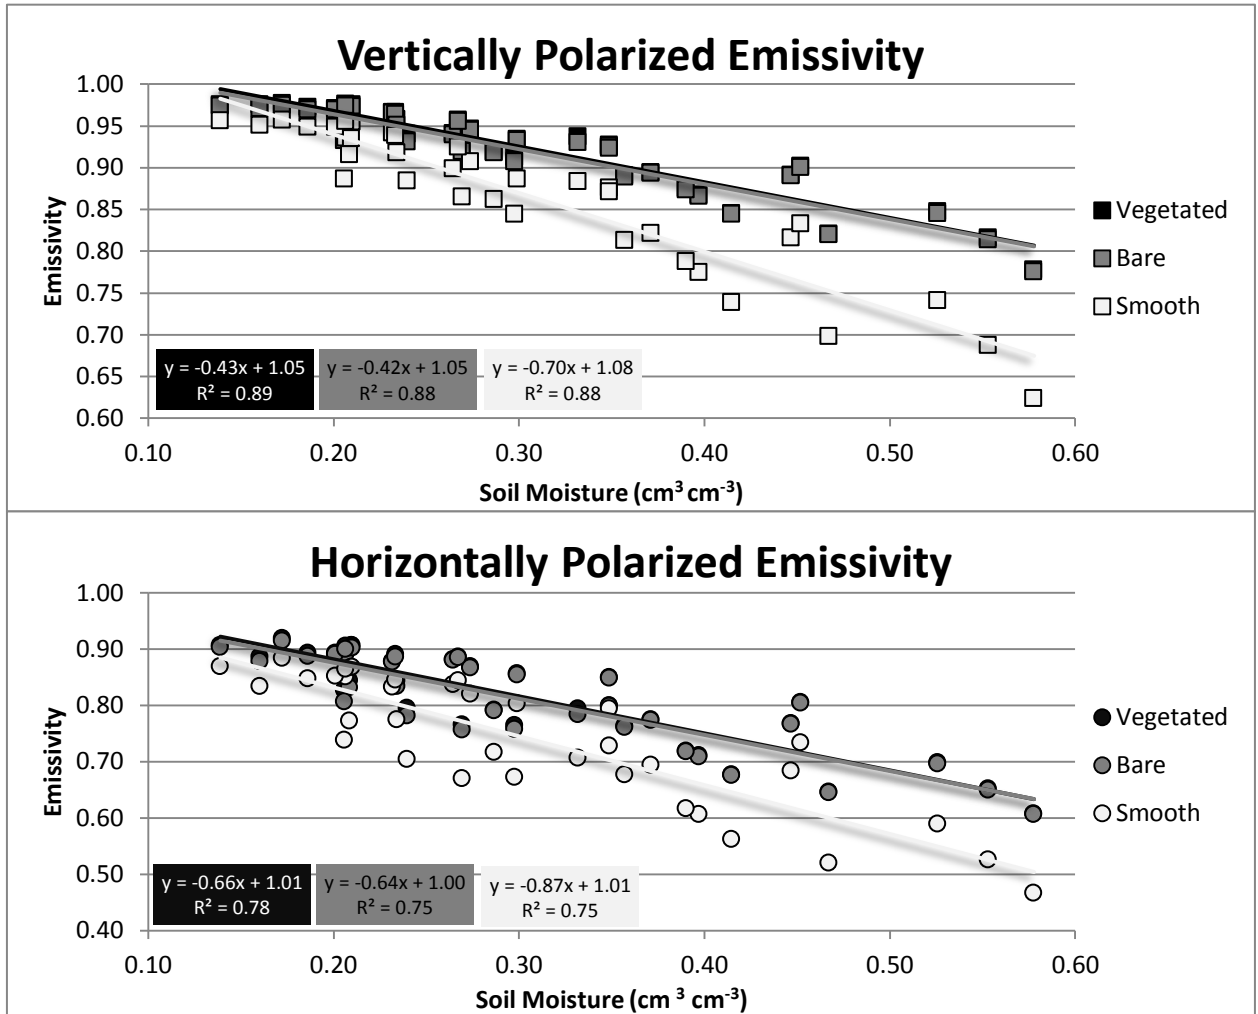 Vertically Polarized Emissivity
1.00
0.95
0.90
0.85
0.80
0.75
0.70
0.65
0.60
Emissivity
Vegetated
Bare
Smooth
y = -0.43x + 1.05
R² = 0.89
y = -0.42x + 1.05
R² = 0.88
y = -0.70x + 1.08
R² = 0.88
0.10 0.20 0.30 0.40 0.50 0.60
Soil Moisture (cm³ cm⁻³)
Horizontally Polarized Emissivity
1.00
0.90
0.80
0.70
0.60
0.50
0.40
Emissivity
Vegetated
Bare
Smooth
y = -0.66x + 1.01
R² = 0.78
y = -0.64x + 1.00
R² = 0.75
y = -0.87x + 1.01
R² = 0.75
0.10 0.20 0.30 0.40 0.50 0.60
Soil Moisture (cm ³ cm⁻³)